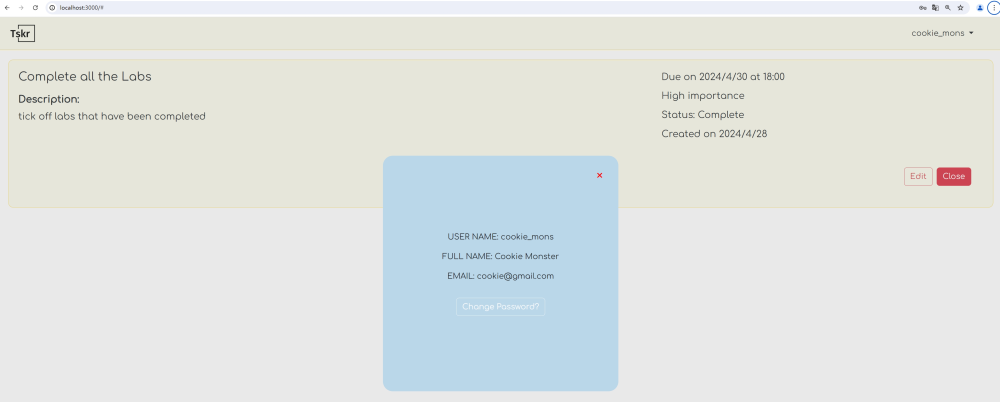 localhost:3000/#
Tskr
cookie_mons
Complete all the Labs
Description:
tick off labs that have been completed
Due on 2024/4/30 at 18:00
High importance
Status: Complete
Created on 2024/4/28
Edit
Close
×
USER NAME: cookie_mons
FULL NAME: Cookie Monster
EMAIL: cookie@gmail.com
Change Password?